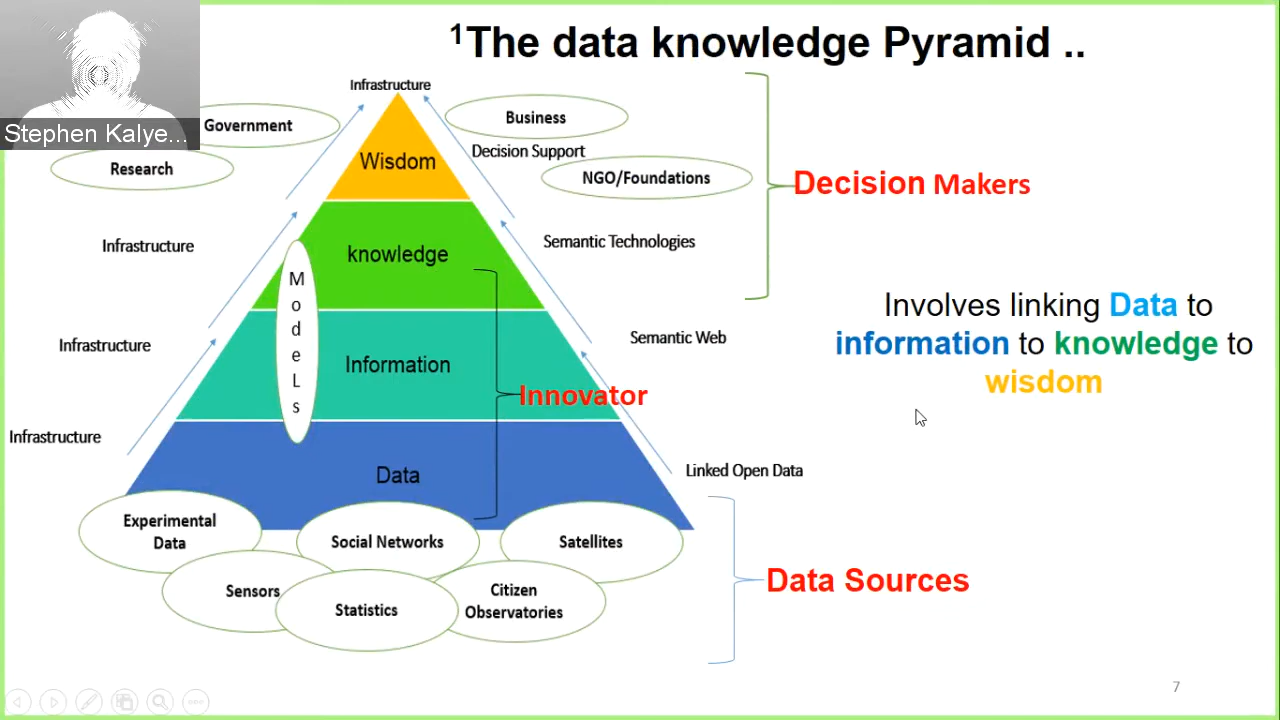 ¹The data knowledge Pyramid ..
Stephen Kalye...
Infrastructure
Government
Business
Research
Wisdom
Decision Support
NGO/Foundations
Decision Makers
Infrastructure
knowledge
Semantic Technologies
M
o
d
e
L
s
Involves linking Data to
information to knowledge to
wisdom
Infrastructure
Information
Semantic Web
Innovator
Infrastructure
Data
Linked Open Data
Experimental
Data
Social Networks
Satellites
Sensors
Statistics
Citizen
Observatories
Data Sources
7